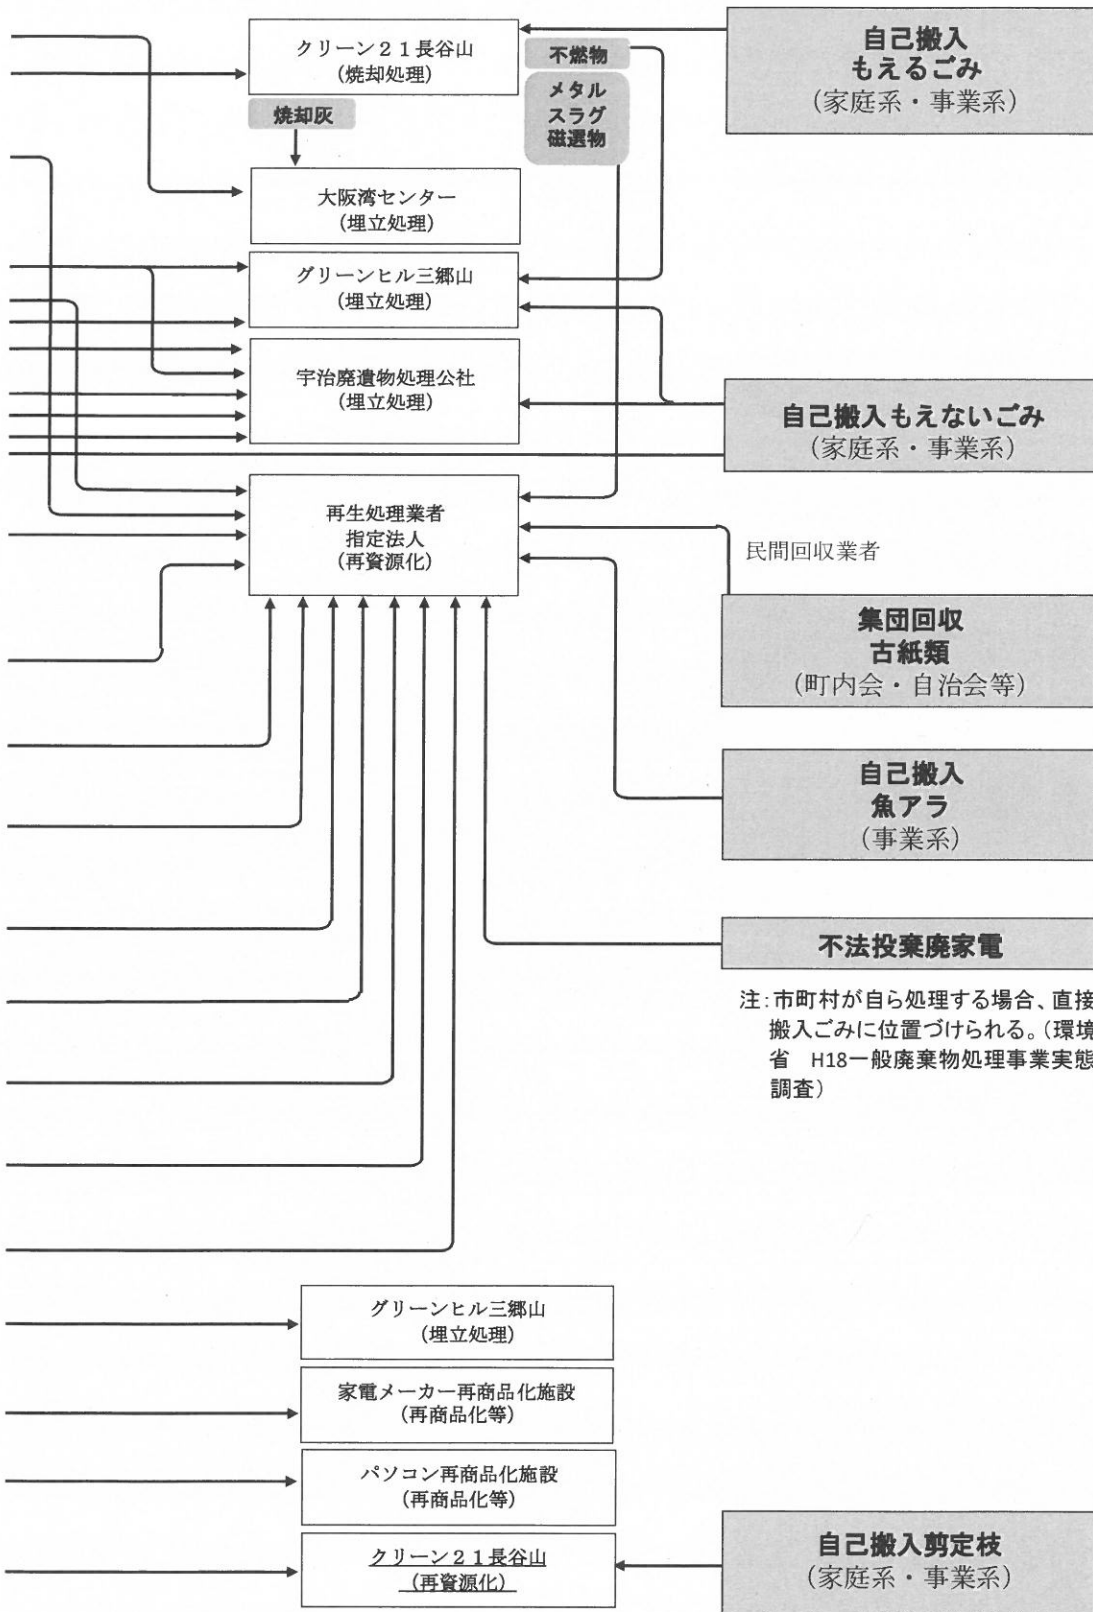 クリーン２１長谷山
(焼却処理)
不燃物
メタル
スラグ
磁選物
焼却灰
自己搬入
もえるごみ
(家庭系・事業系)
大阪湾センター
(埋立処理)
グリーンヒル三郷山
(埋立処理)
宇治廃遺物処理公社
(埋立処理)
自己搬入もえないごみ
(家庭系・事業系)
再生処理業者
指定法人
(再資源化)
民間回収業者
集団回収
古紙類
(町内会・自治会等)
自己搬入
魚アラ
(事業系)
不法投棄廃家電
注：市町村が自ら処理する場合、直接
搬入ごみに位置づけられる。（環境
省　H18一般廃棄物処理事業実態
調査）
グリーンヒル三郷山
(埋立処理)
家電メーカー再商品化施設
(再商品化等)
パソコン再商品化施設
(再商品化等)
クリーン２１長谷山
(再資源化)
自己搬入剪定枝
(家庭系・事業系)